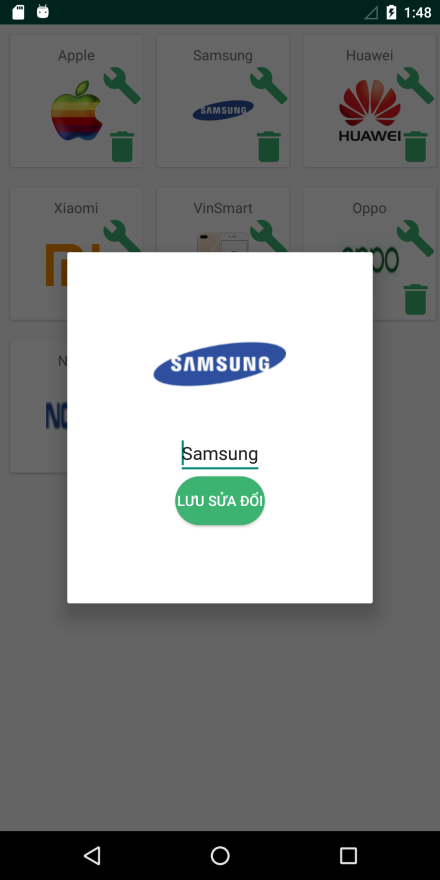 1:48
Apple
Samsung
Huawei
SAMSUNG
HUAWEI
Xiaomi
VinSmart
Oppo
SAMSUNG
Samsung
LƯU SỬA ĐỔI